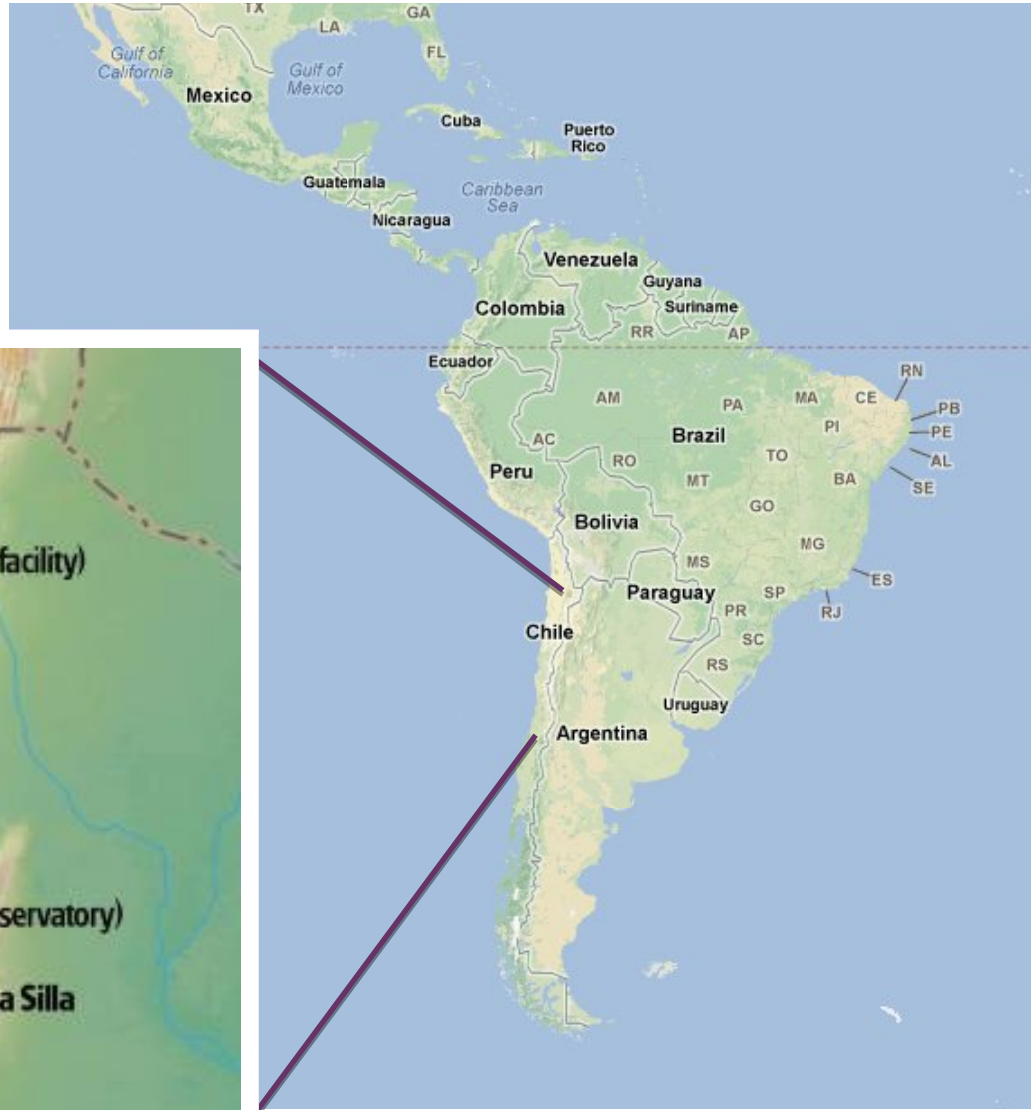 TX
LA
GA
FL
Gulf of
California
Gulf of
Mexico
Mexico
Cuba
Puerto
Rico
Guatemala
Caribbean
Sea
Nicaragua
Venezuela
Guyana
Colombia
Suriname
RR
AP
Ecuador
AM
PA
MA
CE
RN
PI
PB
PE
AC
Brazil
TO
AL
RO
BA
SE
Peru
MT
GO
Bolivia
MG
MS
ES
Paraguay
SP
PR
RJ
Chile
SC
RS
Uruguay
Argentina
facility)
servatory)
a Silla